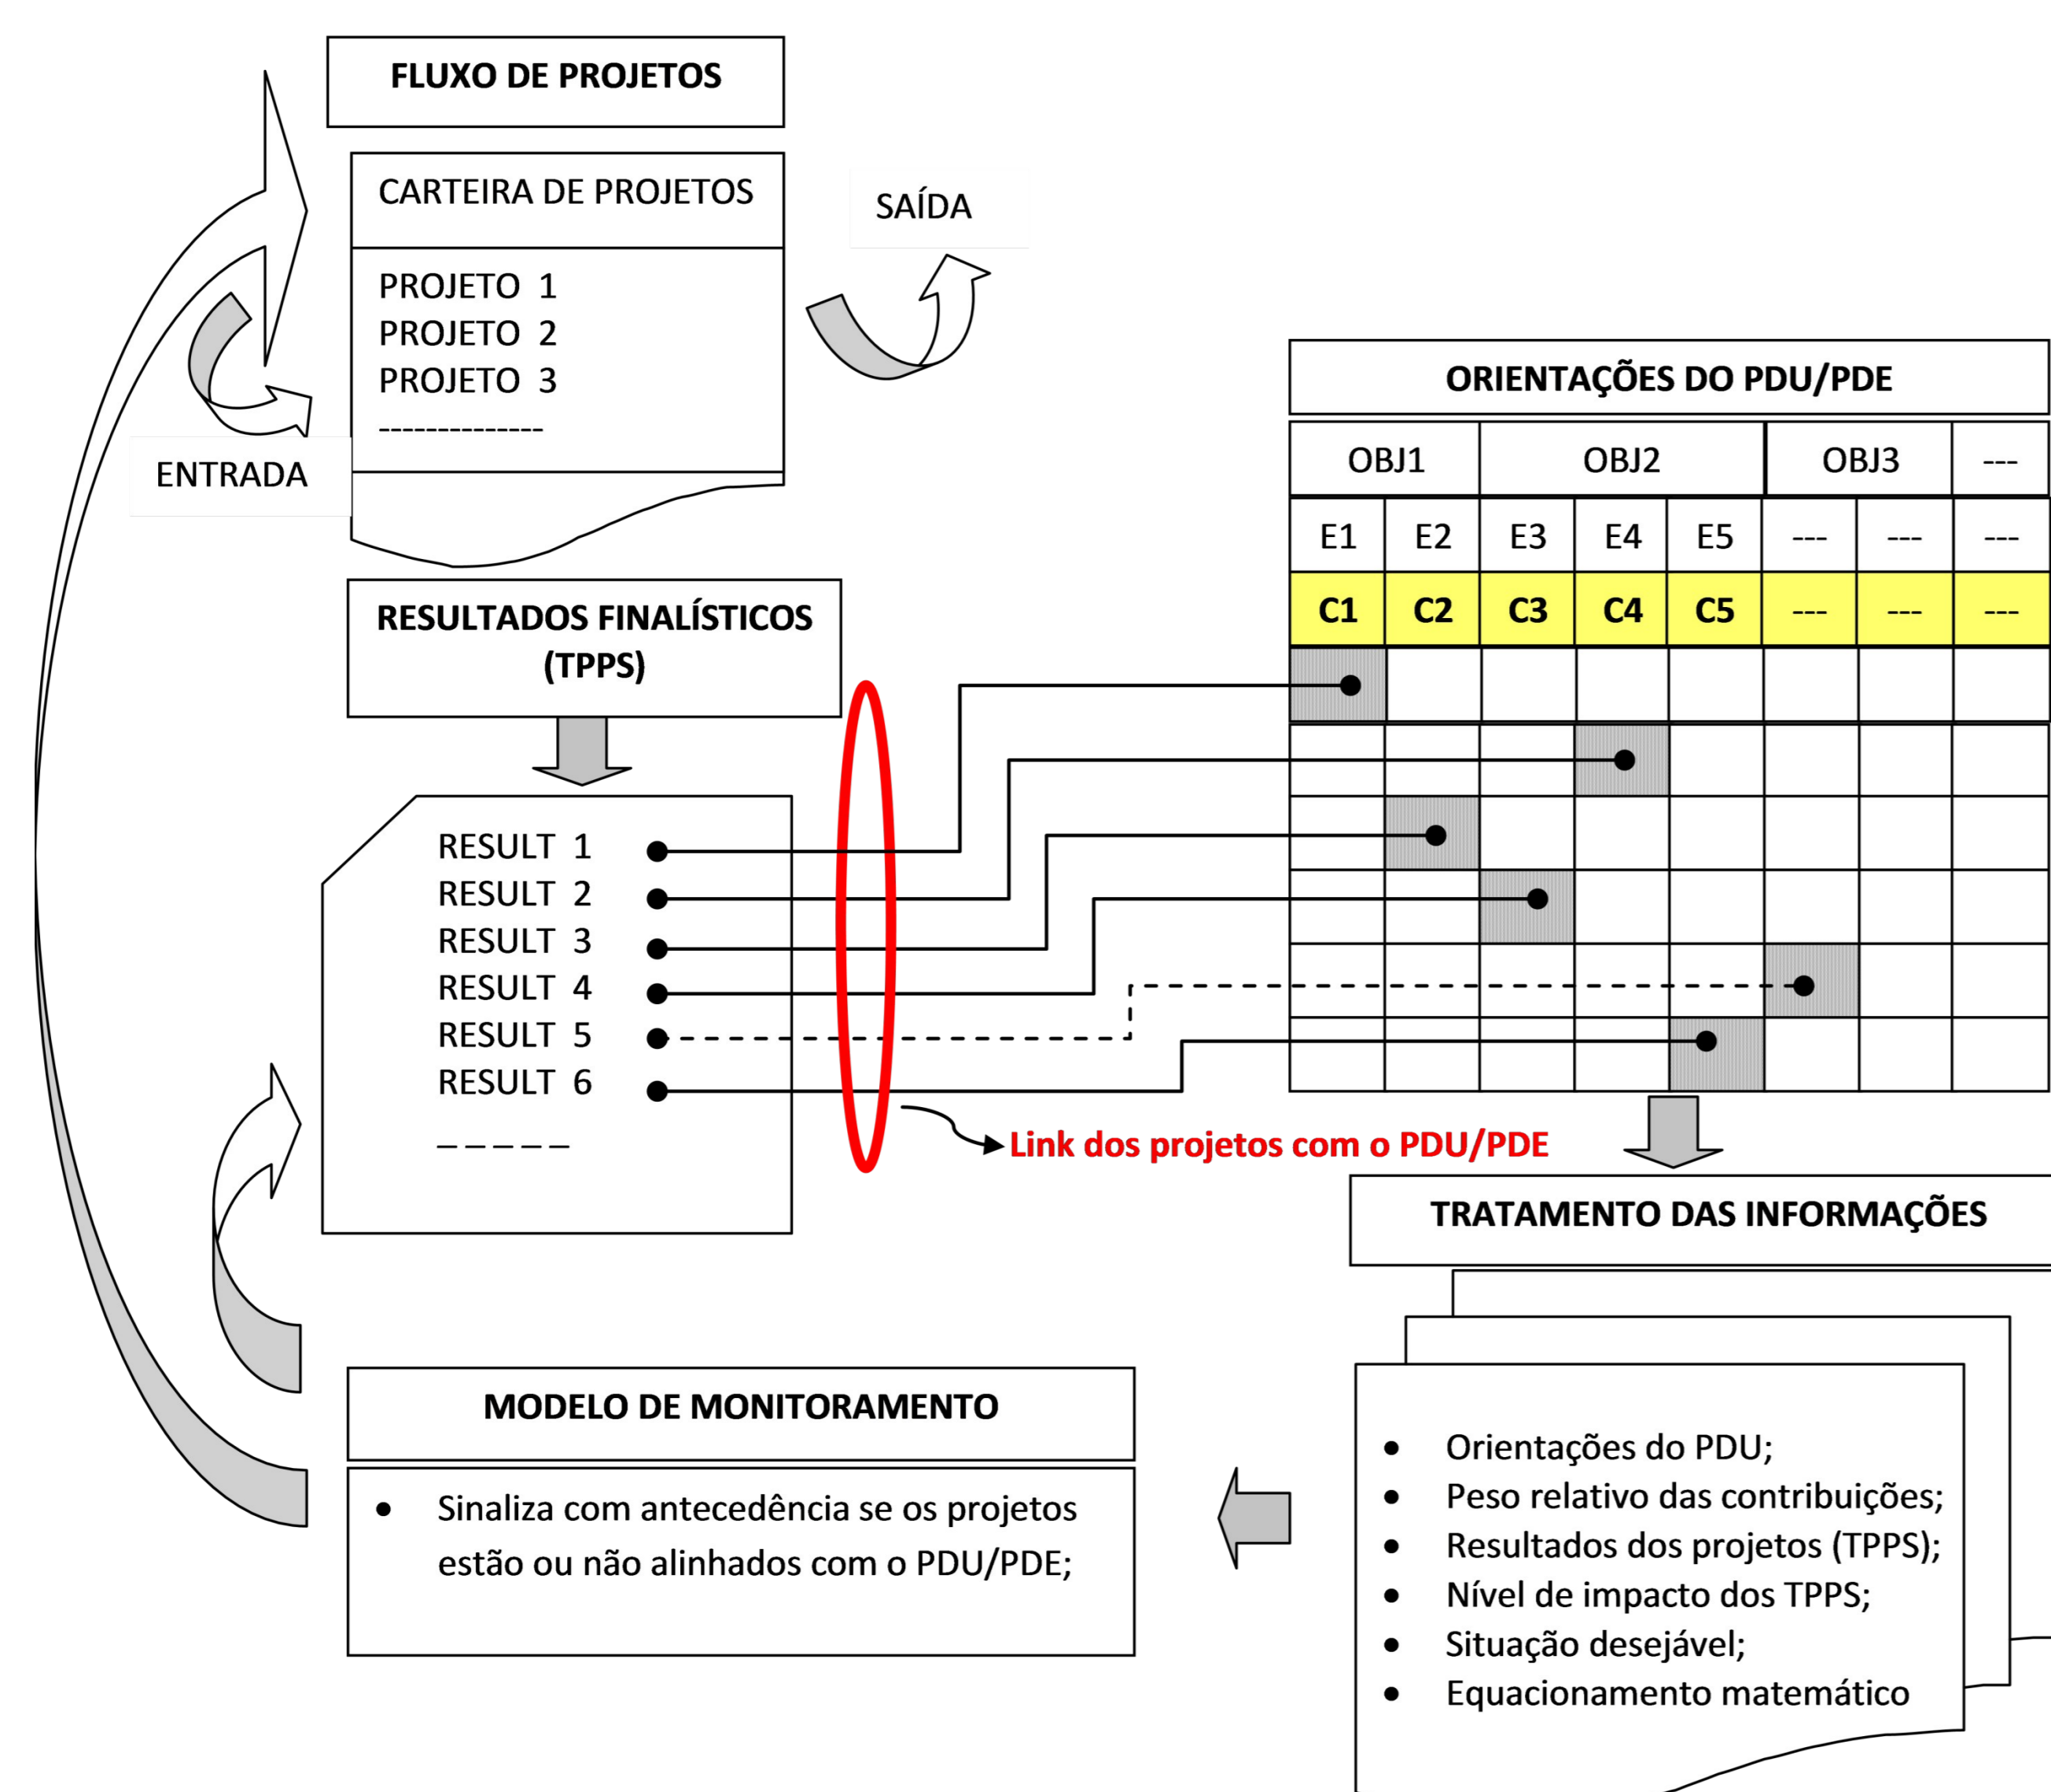 FLUXO DE PROJETOS
CARTEIRA DE PROJETOS
PROJETO 1
PROJETO 2
PROJETO 3
--------------
SAÍDA
ENTRADA
RESULTADOS FINALÍSTICOS
(TPPS)
RESULT 1
RESULT 2
RESULT 3
RESULT 4
RESULT 5
RESULT 6
_ _ _ _ _
ORIENTAÇÕES DO PDU/PDE
OBJ1 OBJ2 OBJ3 ---
E1 E2 E3 E4 E5 --- --- ---
C1 C2 C3 C4 C5 --- --- ---
Link dos projetos com o PDU/PDE
TRATAMENTO DAS INFORMAÇÕES
• Orientações do PDU;
• Peso relativo das contribuições;
• Resultados dos projetos (TPPS);
• Nível de impacto dos TPPS;
• Situação desejável;
• Equacionamento matemático
MODELO DE MONITORAMENTO
• Sinaliza com antecedência se os projetos
estão ou não alinhados com o PDU/PDE;